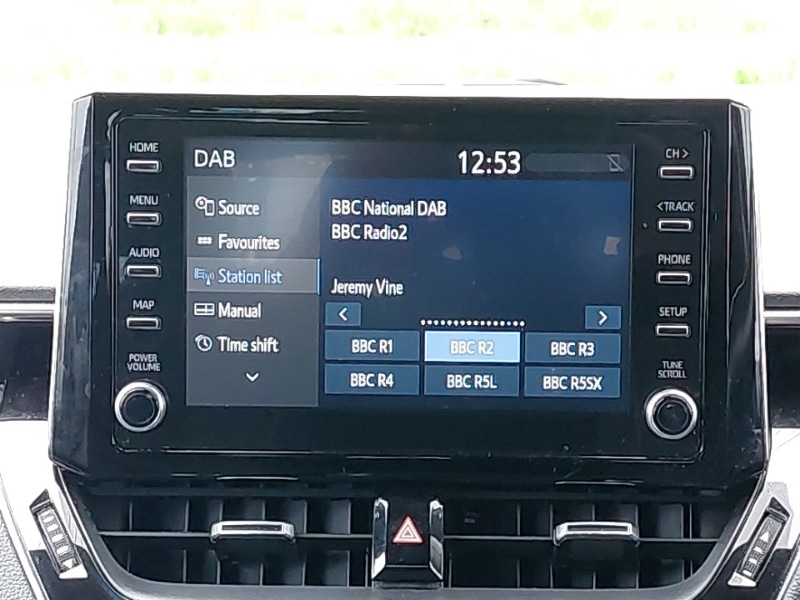 HOME
MENU
AUDIO
MAP
POWER
VOLUME
DAB
12:53
Source
Favourites
Station list
Manual
Time shift
BBC National DAB
BBC Radio2
Jeremy Vine
BBC R1
BBC R2
BBC R3
BBC R4
BBC R5L
BBC R5SX
CH >
<TRACK
PHONE
SETUP
TUNE
SCROLL